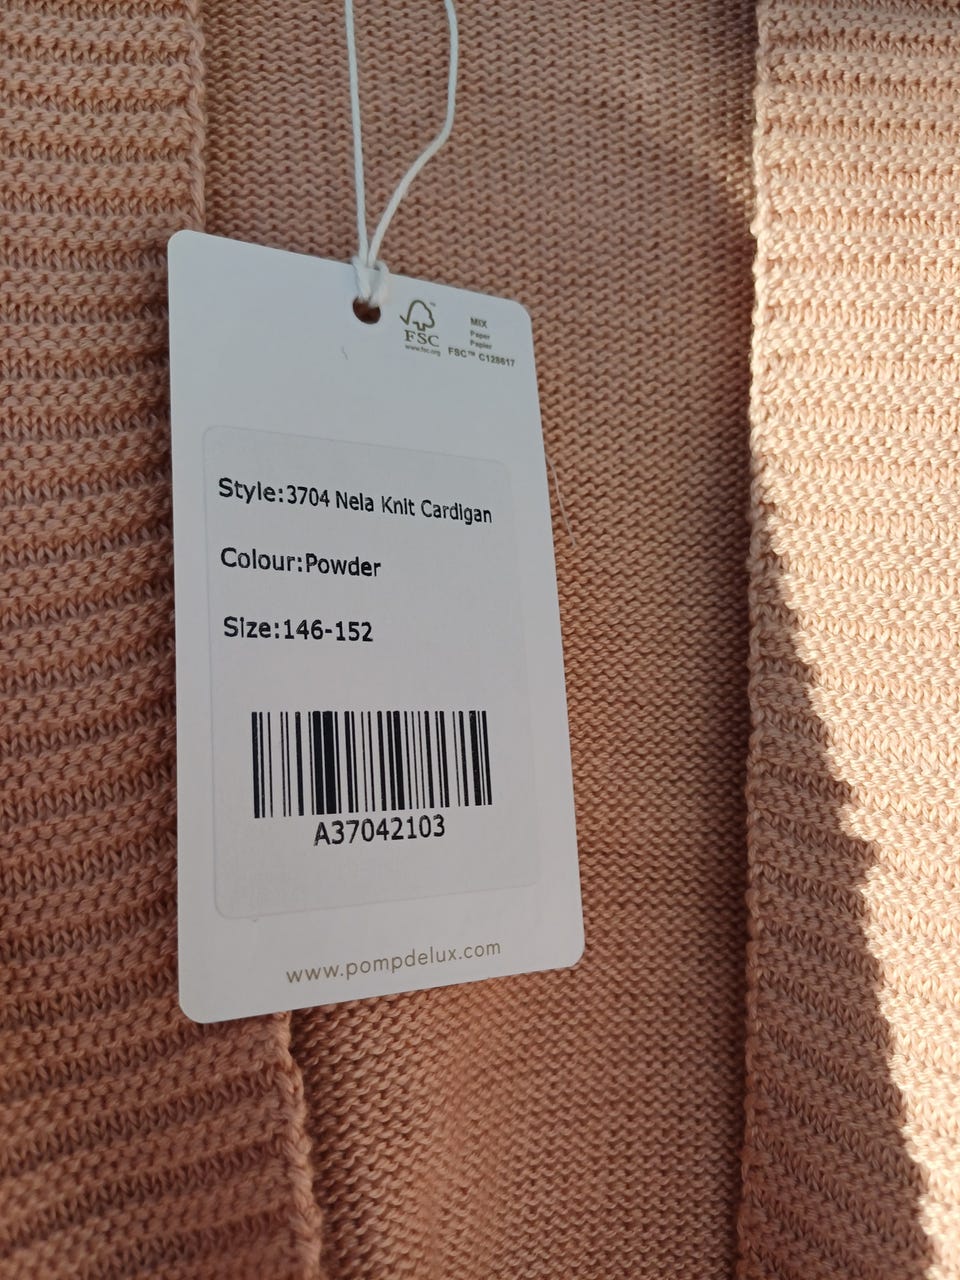 FSC™
www.fsc.org
MIX
Paper
Papier
FSC™ C128617
Style:3704 Nela Knit Cardigan
Colour:Powder
Size:146-152
A37042103
www.pompdelux.com